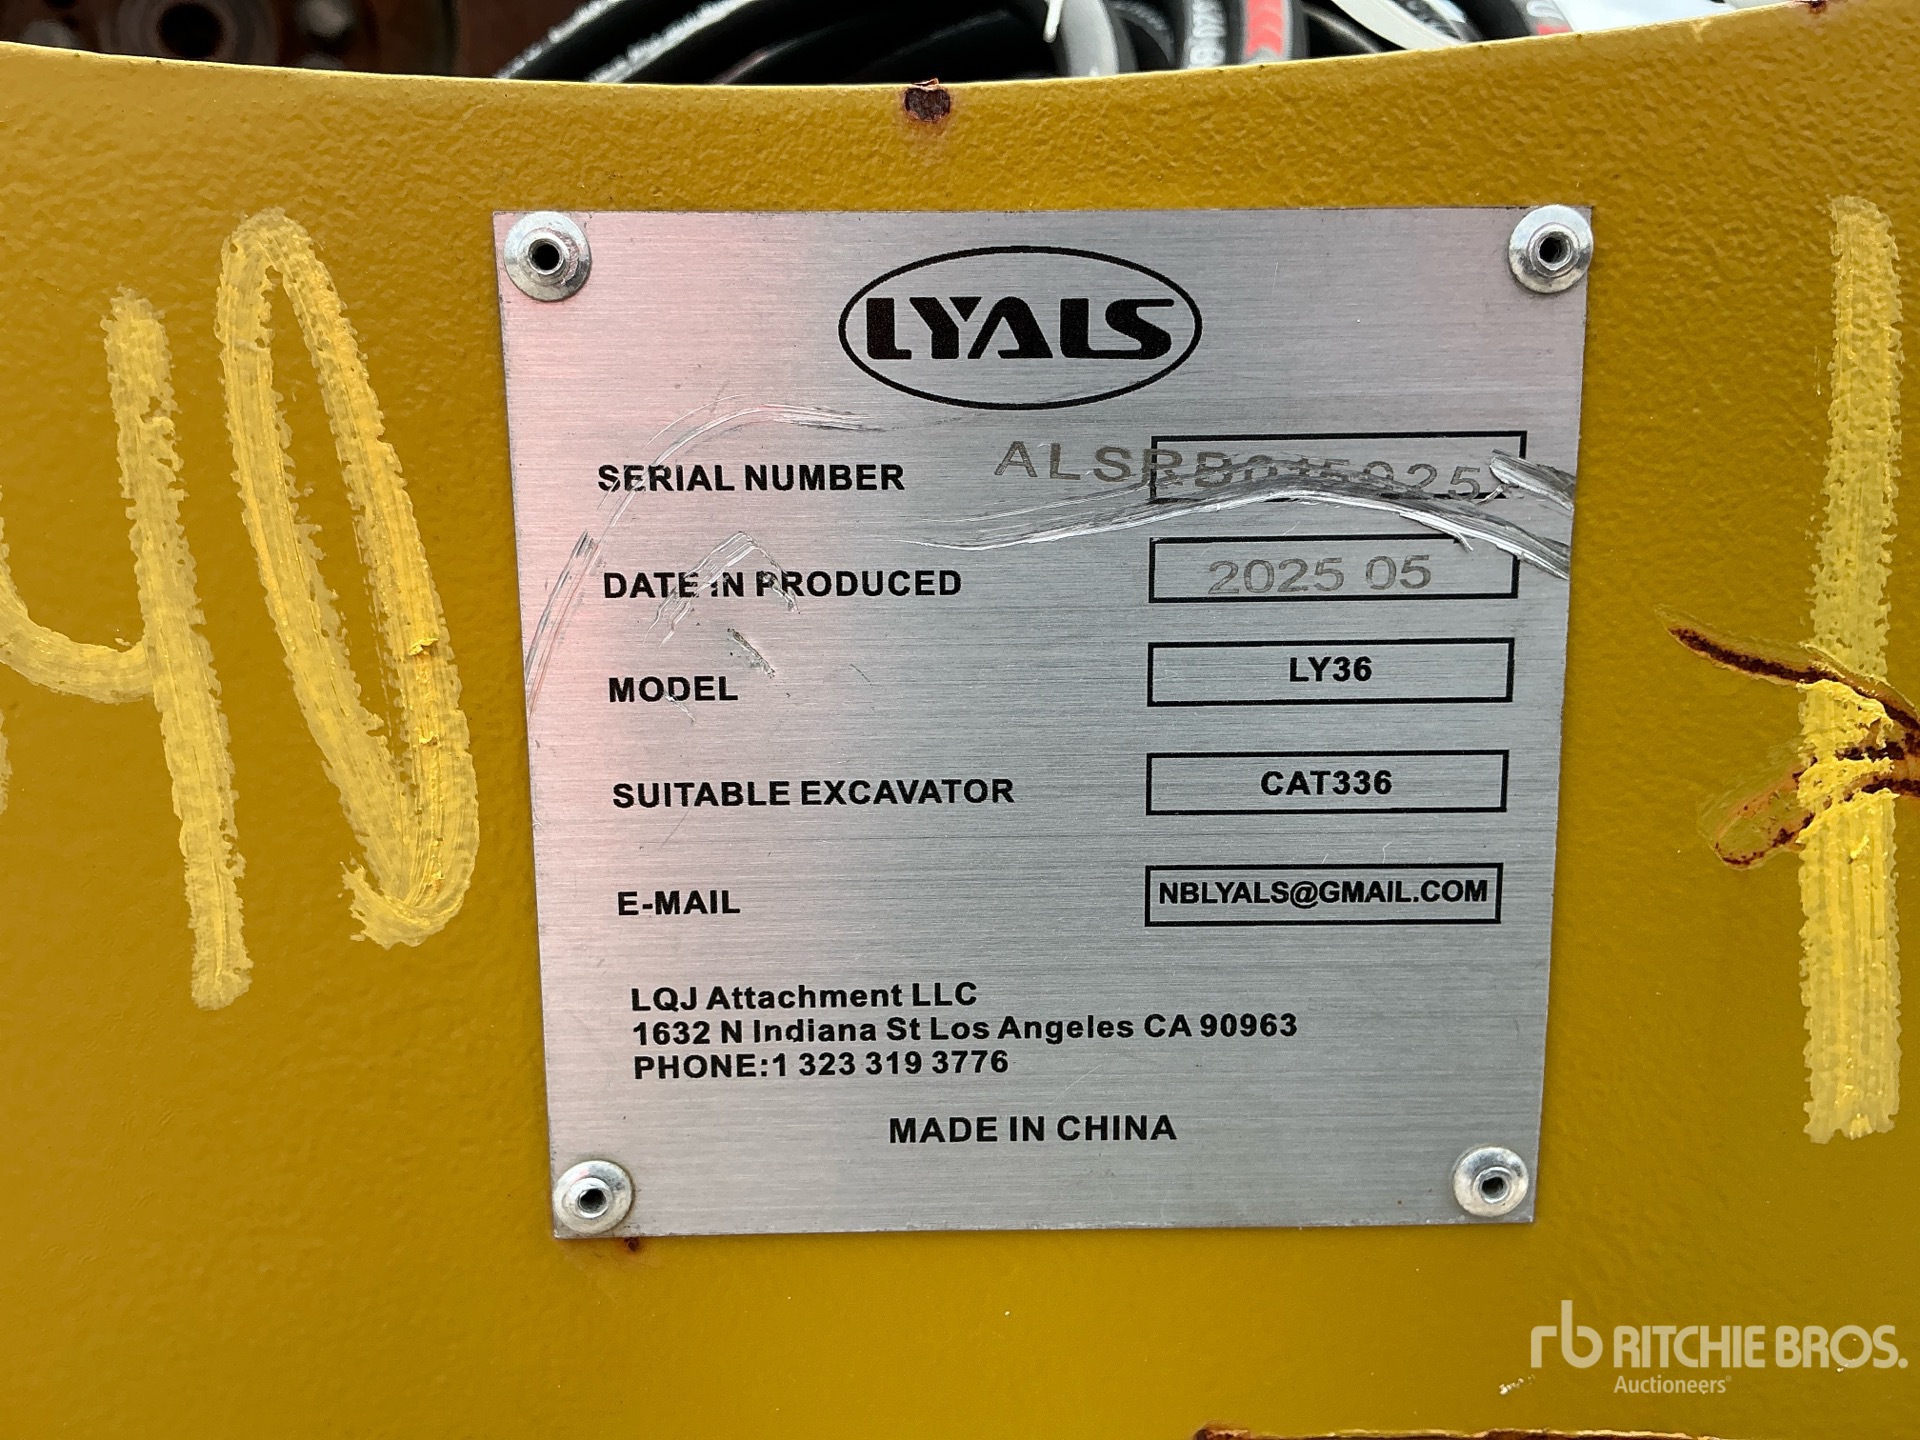 LYALS
SERIAL NUMBER
DATE IN PRODUCED 2025 05
MODEL LY36
SUITABLE EXCAVATOR CAT336
E-MAIL NBLYALS@GMAIL.COM
LQJ Attachment LLC
1632 N Indiana St Los Angeles CA 90963
PHONE:1 323 319 3776
MADE IN CHINA
40
rb RITCHIE BROS.
Auctioneers